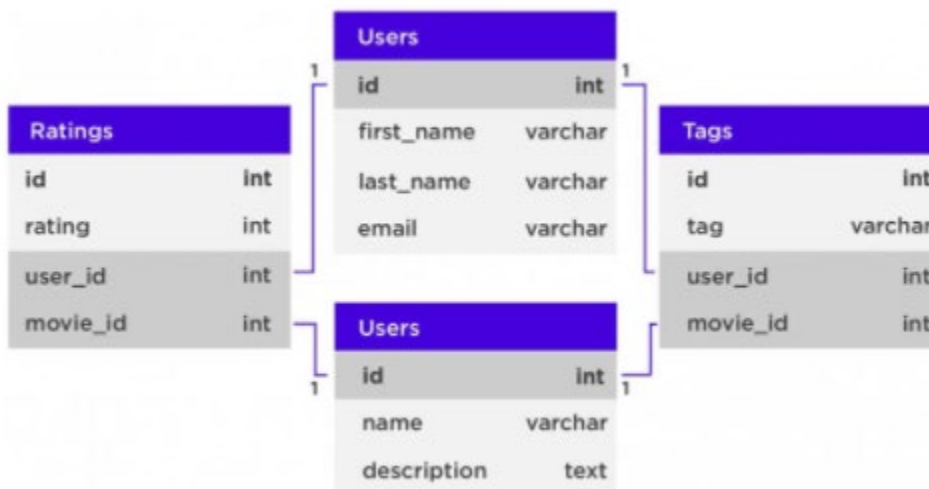 Users
1 1
id int
first_name varchar
last_name varchar
email varchar
Ratings
id int
rating int
user_id int
movie_id int
Tags
id int
tag varchar
user_id int
movie_id int
Users
id int
1 1
name varchar
description text